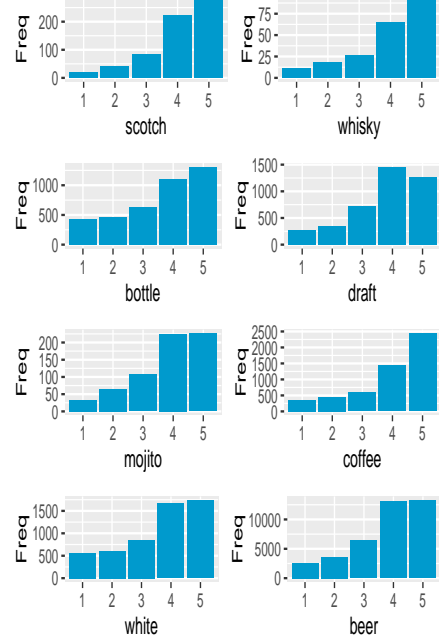 Freq
200
100
0
1 2 3 4 5
scotch
Freq
75
50
25
0
1 2 3 4 5
whisky
Freq
1000
500
0
1 2 3 4 5
bottle
Freq
1500
1000
500
0
1 2 3 4 5
draft
Freq
200
150
100
50
0
1 2 3 4 5
mojito
Freq
2500
2000
1500
1000
500
0
1 2 3 4 5
coffee
Freq
1500
1000
500
0
1 2 3 4 5
white
Freq
10000
5000
0
1 2 3 4 5
beer